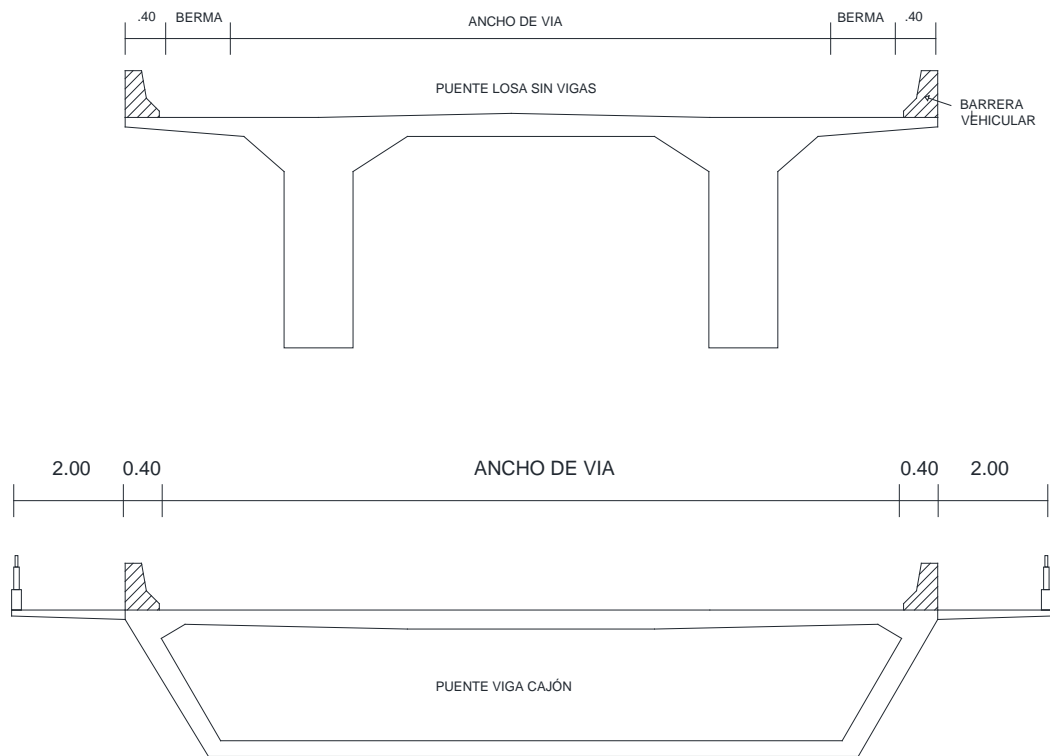 .40 BERMA ANCHO DE VIA BERMA .40
PUENTE LOSA SIN VIGAS
BARRERA
VEHICULAR
2.00 0.40 ANCHO DE VIA 0.40 2.00
PUENTE VIGA CAJÓN